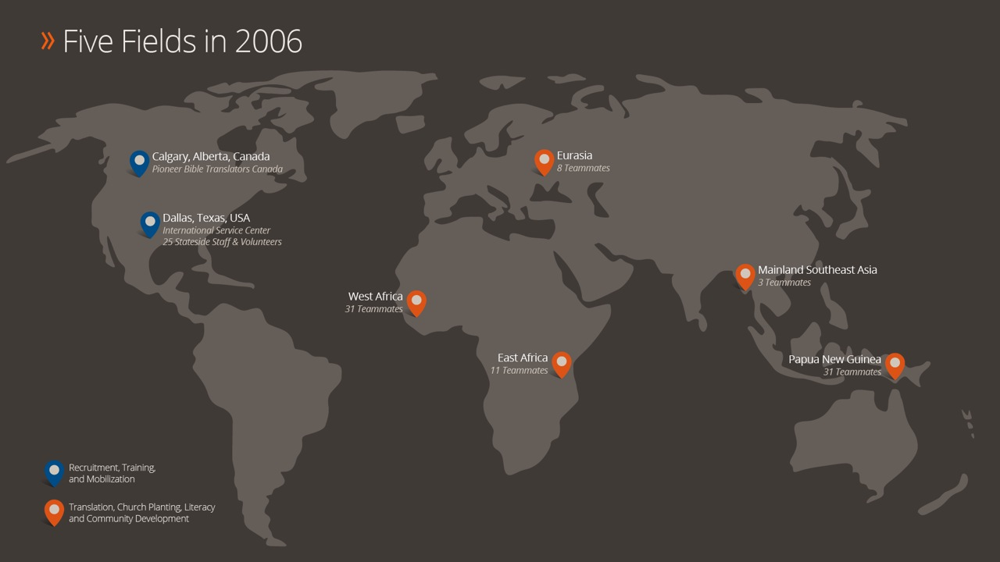 » Five Fields in 2006
Calgary, Alberta, Canada
Pioneer Bible Translators Canada
Eurasia
8 Teammates
Dallas, Texas, USA
International Service Center
25 Stateside Staff & Volunteers
Mainland Southeast Asia
3 Teammates
West Africa
31 Teammates
East Africa
11 Teammates
Papua New Guinea
31 Teammates
Recruitment, Training,
and Mobilization
Translation, Church Planting, Literacy
and Community Development